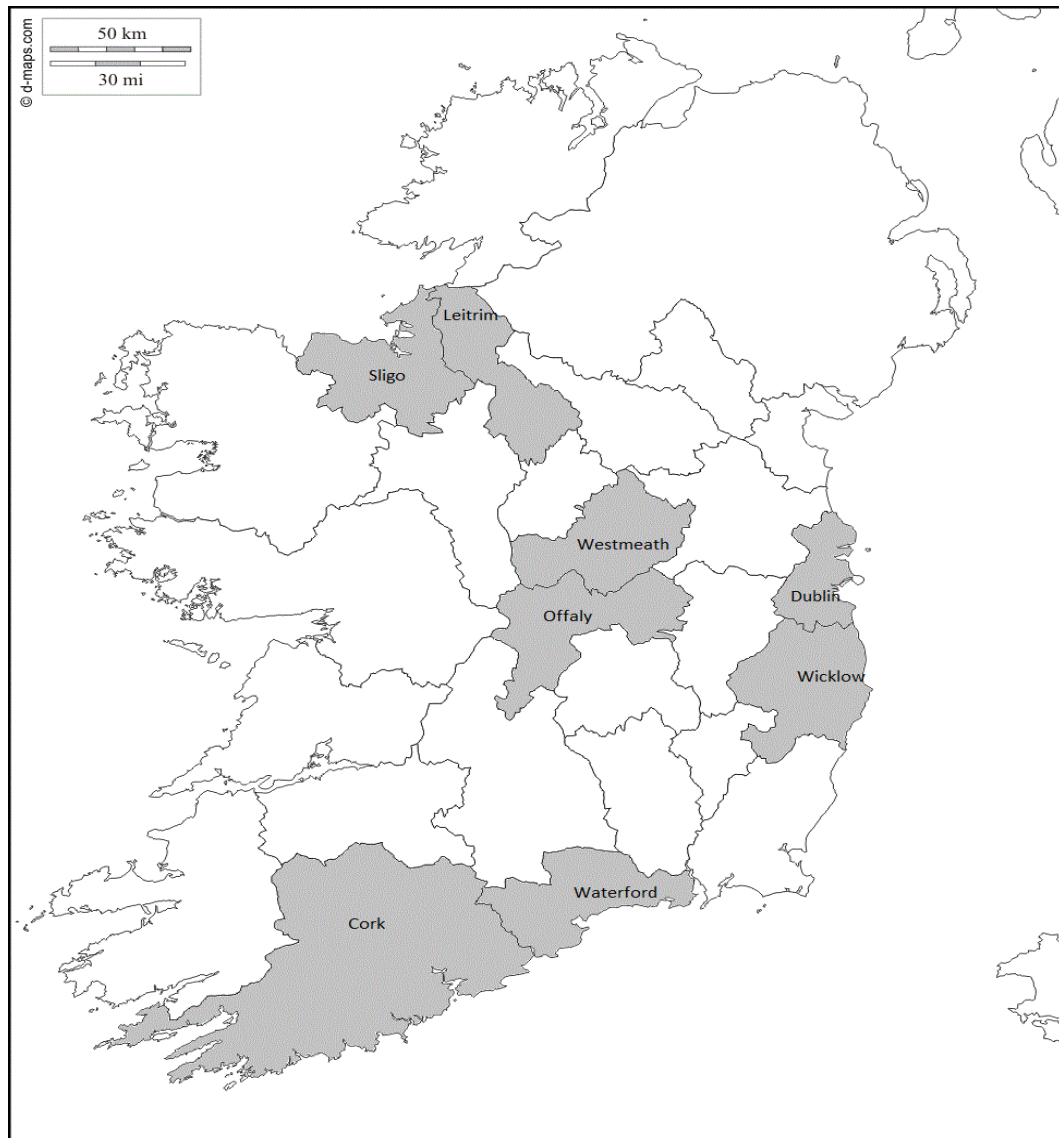 50 km
30 mi
© d-maps.com
Leitrim
Sligo
Westmeath
Dublin
Offaly
Wicklow
Waterford
Cork